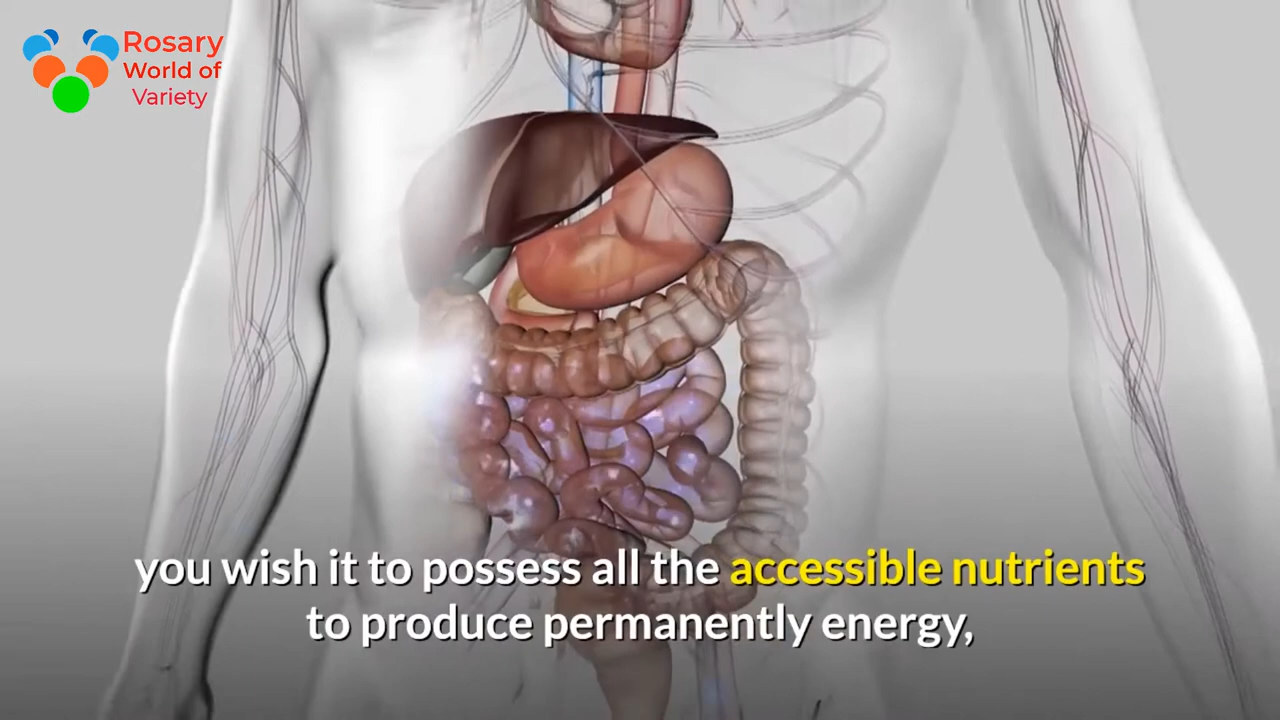 Rosary
World of
Variety
you wish it to possess all the accessible nutrients
to produce permanently energy,